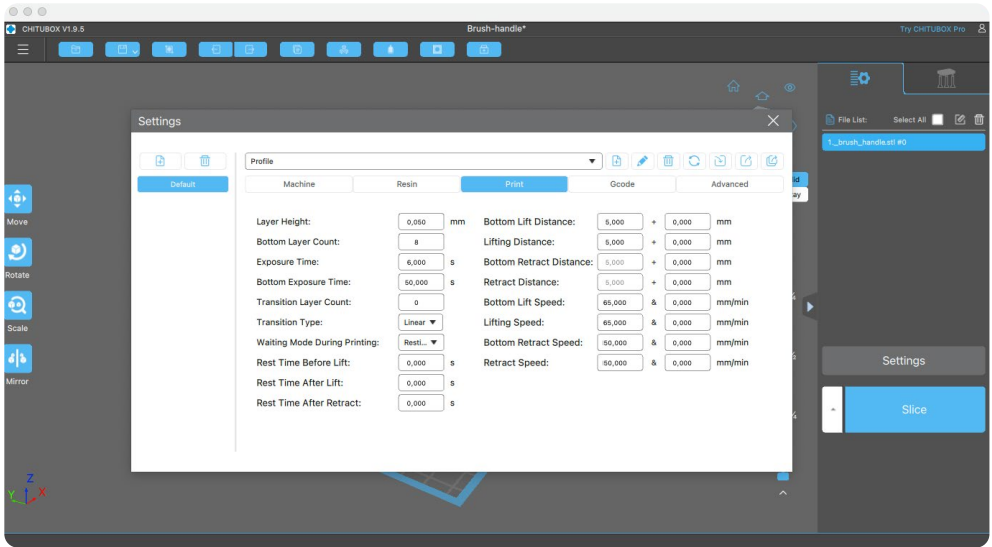 CHITUBOX V1.9.5
Brush-handle*
Try CHITUBOX Pro
File List:
Select All
1._brush_handle.stl #0
Settings
Profile
Default
Machine
Resin
Print
Gcode
Advanced
Layer Height: 0,050 mm
Bottom Lift Distance: 5,000 + 0,000 mm
Bottom Layer Count: 8
Lifting Distance: 5,000 + 0,000 mm
Exposure Time: 6,000 s
Bottom Retract Distance: 5,000 + 0,000 mm
Bottom Exposure Time: 50,000 s
Retract Distance: 5,000 + 0,000 mm
Transition Layer Count: 0
Bottom Lift Speed: 65,000 & 0,000 mm/min
Transition Type: Linear
Lifting Speed: 65,000 & 0,000 mm/min
Waiting Mode During Printing: Resti...
Bottom Retract Speed: 150,000 & 0,000 mm/min
Rest Time Before Lift: 0,000 s
Retract Speed: 150,000 & 0,000 mm/min
Rest Time After Lift: 0,000 s
Rest Time After Retract: 0,000 s
Move
Rotate
Scale
Mirror
Settings
Slice
Z
Y
X